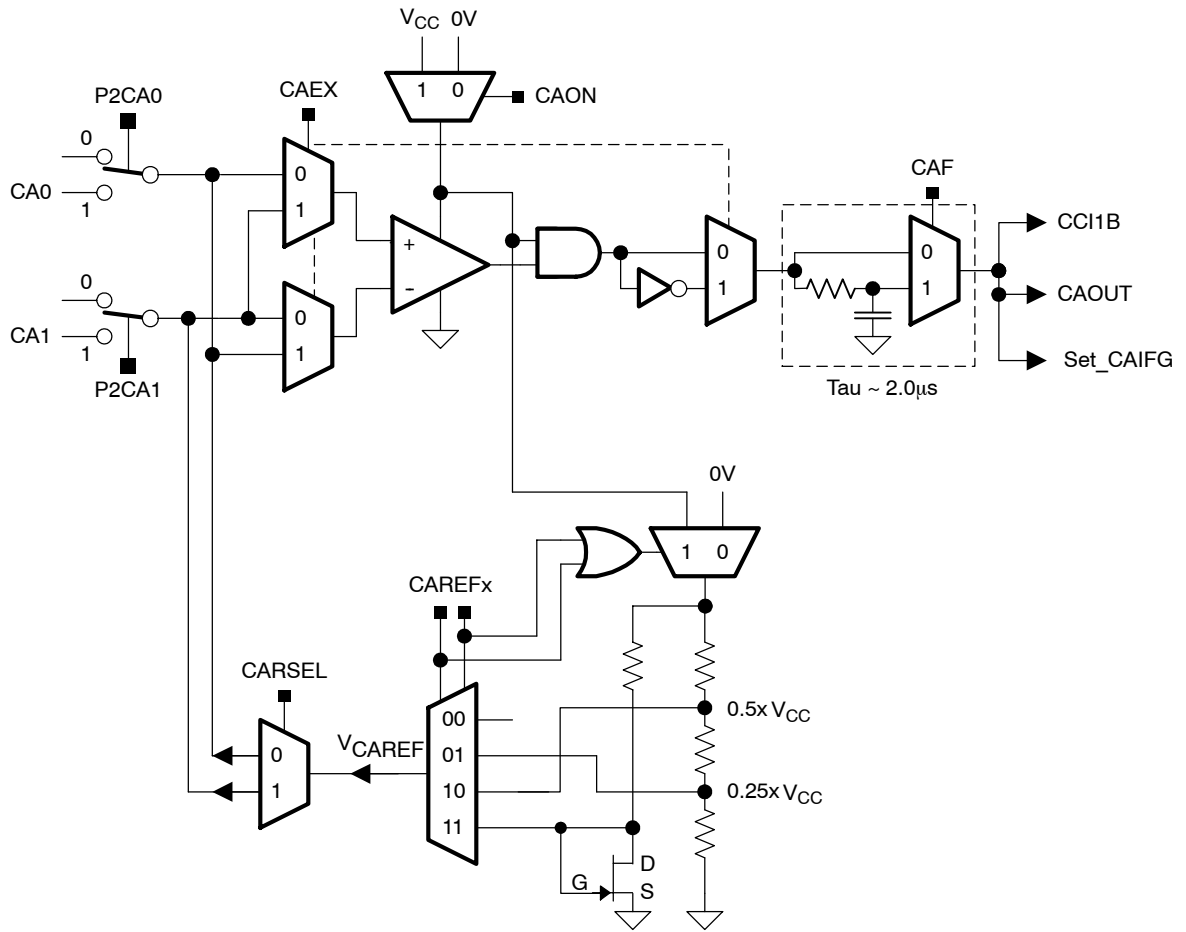 VCC 0V
1 0
CAON
P2CA0
CAEX
0
CA0
1
0
1
+
-
0
CA1
1
P2CA1
0
1
0
1
CAF
0
1
CCI1B
CAOUT
Set_CAIFG
Tau ~ 2.0μs
0V
1 0
CAREFx
CARSEL
0
1
VCAREF
00
01
10
11
0.5x VCC
0.25x VCC
D
G
S